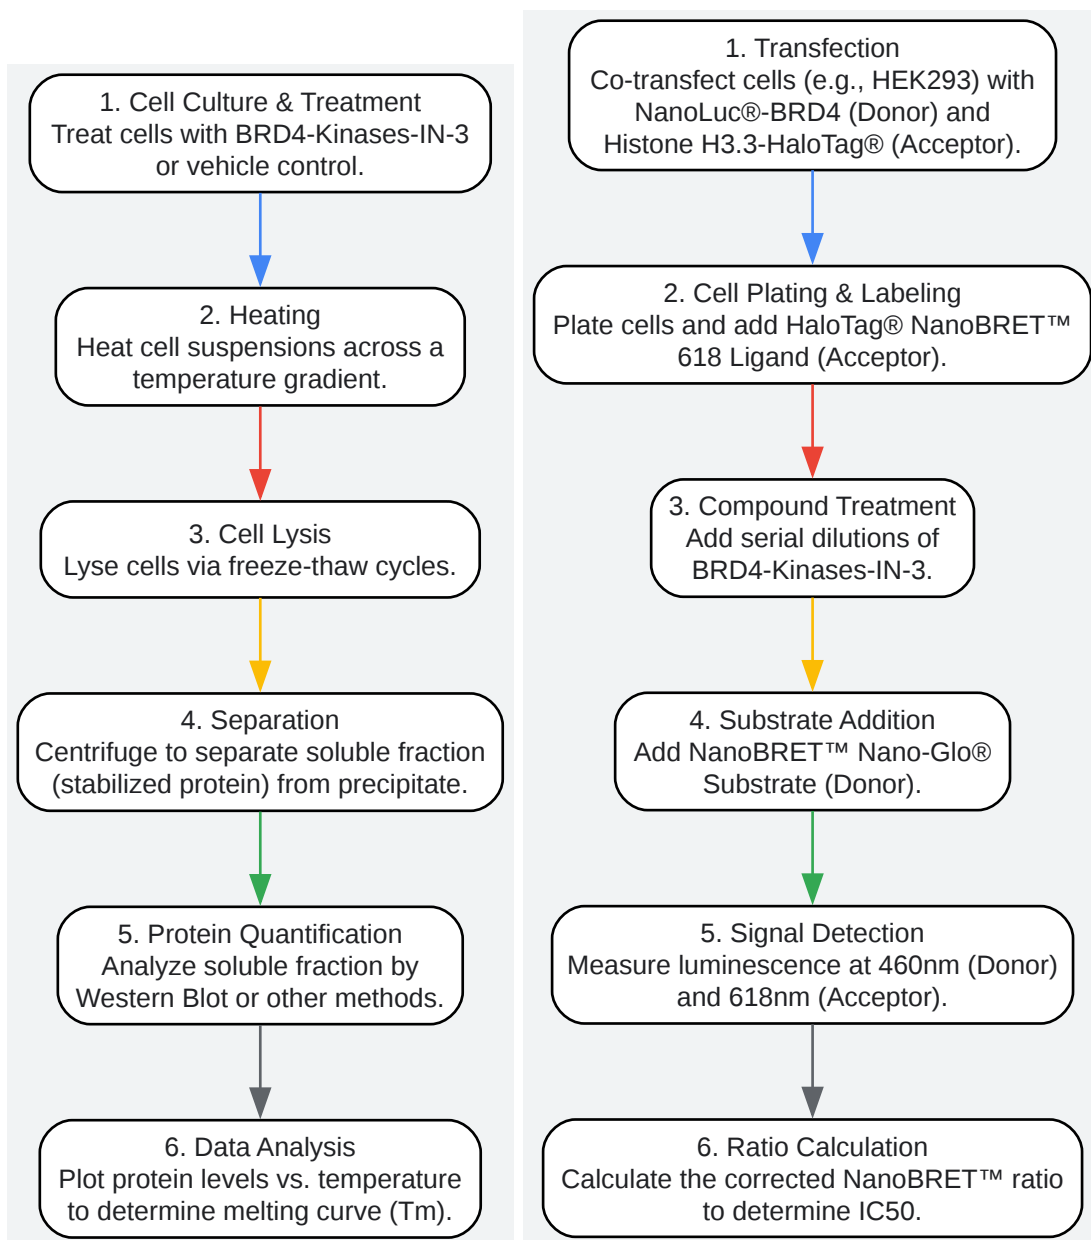 1. Cell Culture & Treatment
Treat cells with BRD4-Kinases-IN-3
or vehicle control.
2. Heating
Heat cell suspensions across a
temperature gradient.
3. Cell Lysis
Lyse cells via freeze-thaw cycles.
4. Separation
Centrifuge to separate soluble fraction
(stabilized protein) from precipitate.
5. Protein Quantification
Analyze soluble fraction by
Western Blot or other methods.
6. Data Analysis
Plot protein levels vs. temperature
to determine melting curve (Tm).
1. Transfection
Co-transfect cells (e.g., HEK293) with
NanoLuc®-BRD4 (Donor) and
Histone H3.3-HaloTag® (Acceptor).
2. Cell Plating & Labeling
Plate cells and add HaloTag® NanoBRET™
618 Ligand (Acceptor).
3. Compound Treatment
Add serial dilutions of
BRD4-Kinases-IN-3.
4. Substrate Addition
Add NanoBRET™ Nano-Glo®
Substrate (Donor).
5. Signal Detection
Measure luminescence at 460nm (Donor)
and 618nm (Acceptor).
6. Ratio Calculation
Calculate the corrected NanoBRET™ ratio
to determine IC50.